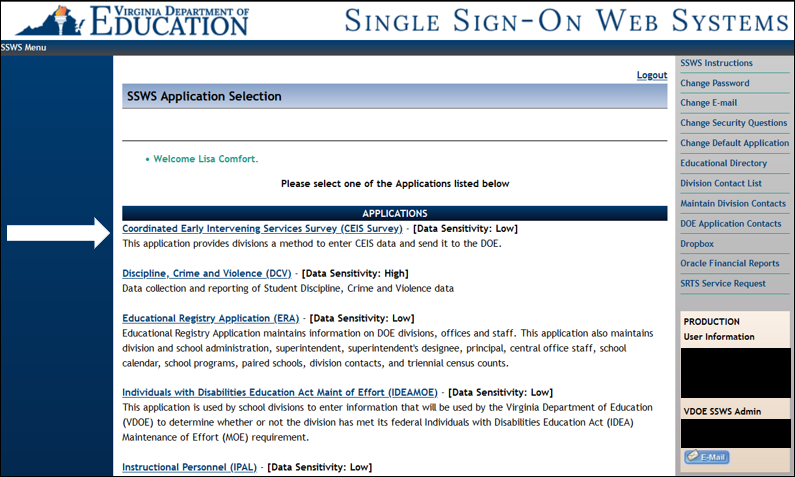 VIRGINIA DEPARTMENT OF
EDUCATION
SINGLE SIGN-ON WEB SYSTEMS
SSWS Menu
Logout
SSWS Application Selection
• Welcome Lisa Comfort.
Please select one of the Applications listed below
APPLICATIONS
Coordinated Early Intervening Services Survey (CEIS Survey) - [Data Sensitivity: Low]
This application provides divisions a method to enter CEIS data and send it to the DOE.
Discipline, Crime and Violence (DCV) - [Data Sensitivity: High]
Data collection and reporting of Student Discipline, Crime and Violence data
Educational Registry Application (ERA) - [Data Sensitivity: Low]
Educational Registry Application maintains information on DOE divisions, offices and staff. This application also maintains
division and school administration, superintendent, superintendent's designee, principal, central office staff, school
calendar, school programs, paired schools, division contacts, and triennial census counts.
Individuals with Disabilities Education Act Maint of Effort (IDEAMOE) - [Data Sensitivity: Low]
This application is used by school divisions to enter information that will be used by the Virginia Department of Education
(VDOE) to determine whether or not the division has met its federal Individuals with Disabilities Education Act (IDEA)
Maintenance of Effort (MOE) requirement.
Instructional Personnel (IPAL) - [Data Sensitivity: Low]
SSWS Instructions
Change Password
Change E-mail
Change Security Questions
Change Default Application
Educational Directory
Division Contact List
Maintain Division Contacts
DOE Application Contacts
Dropbox
Oracle Financial Reports
SRTS Service Request
PRODUCTION
User Information
VDOE SSWS Admin
E-Mail